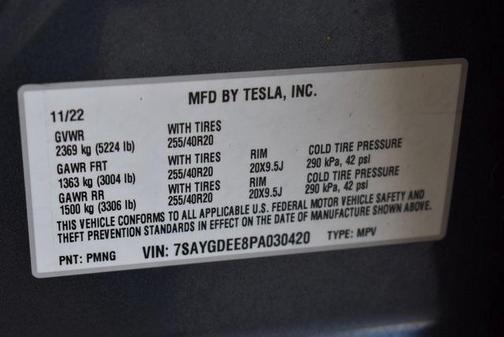 MFD BY TESLA, INC.
11/22
GVWR WITH TIRES
2369 kg (5224 lb) 255/40R20
GAWR FRT WITH TIRES RIM COLD TIRE PRESSURE
1363 kg (3004 lb) 255/40R20 20X9.5J 290 kPa, 42 psi
GAWR RR WITH TIRES RIM COLD TIRE PRESSURE
1500 kg (3306 lb) 255/40R20 20X9.5J 290 kPa, 42 psi
THIS VEHICLE CONFORMS TO ALL APPLICABLE U.S. FEDERAL MOTOR VEHICLE SAFETY AND
THEFT PREVENTION STANDARDS IN EFFECT ON THE DATE OF MANUFACTURE SHOWN ABOVE.
PNT: PMNG VIN: 7SAYGDEE8PA030420 TYPE: MPV